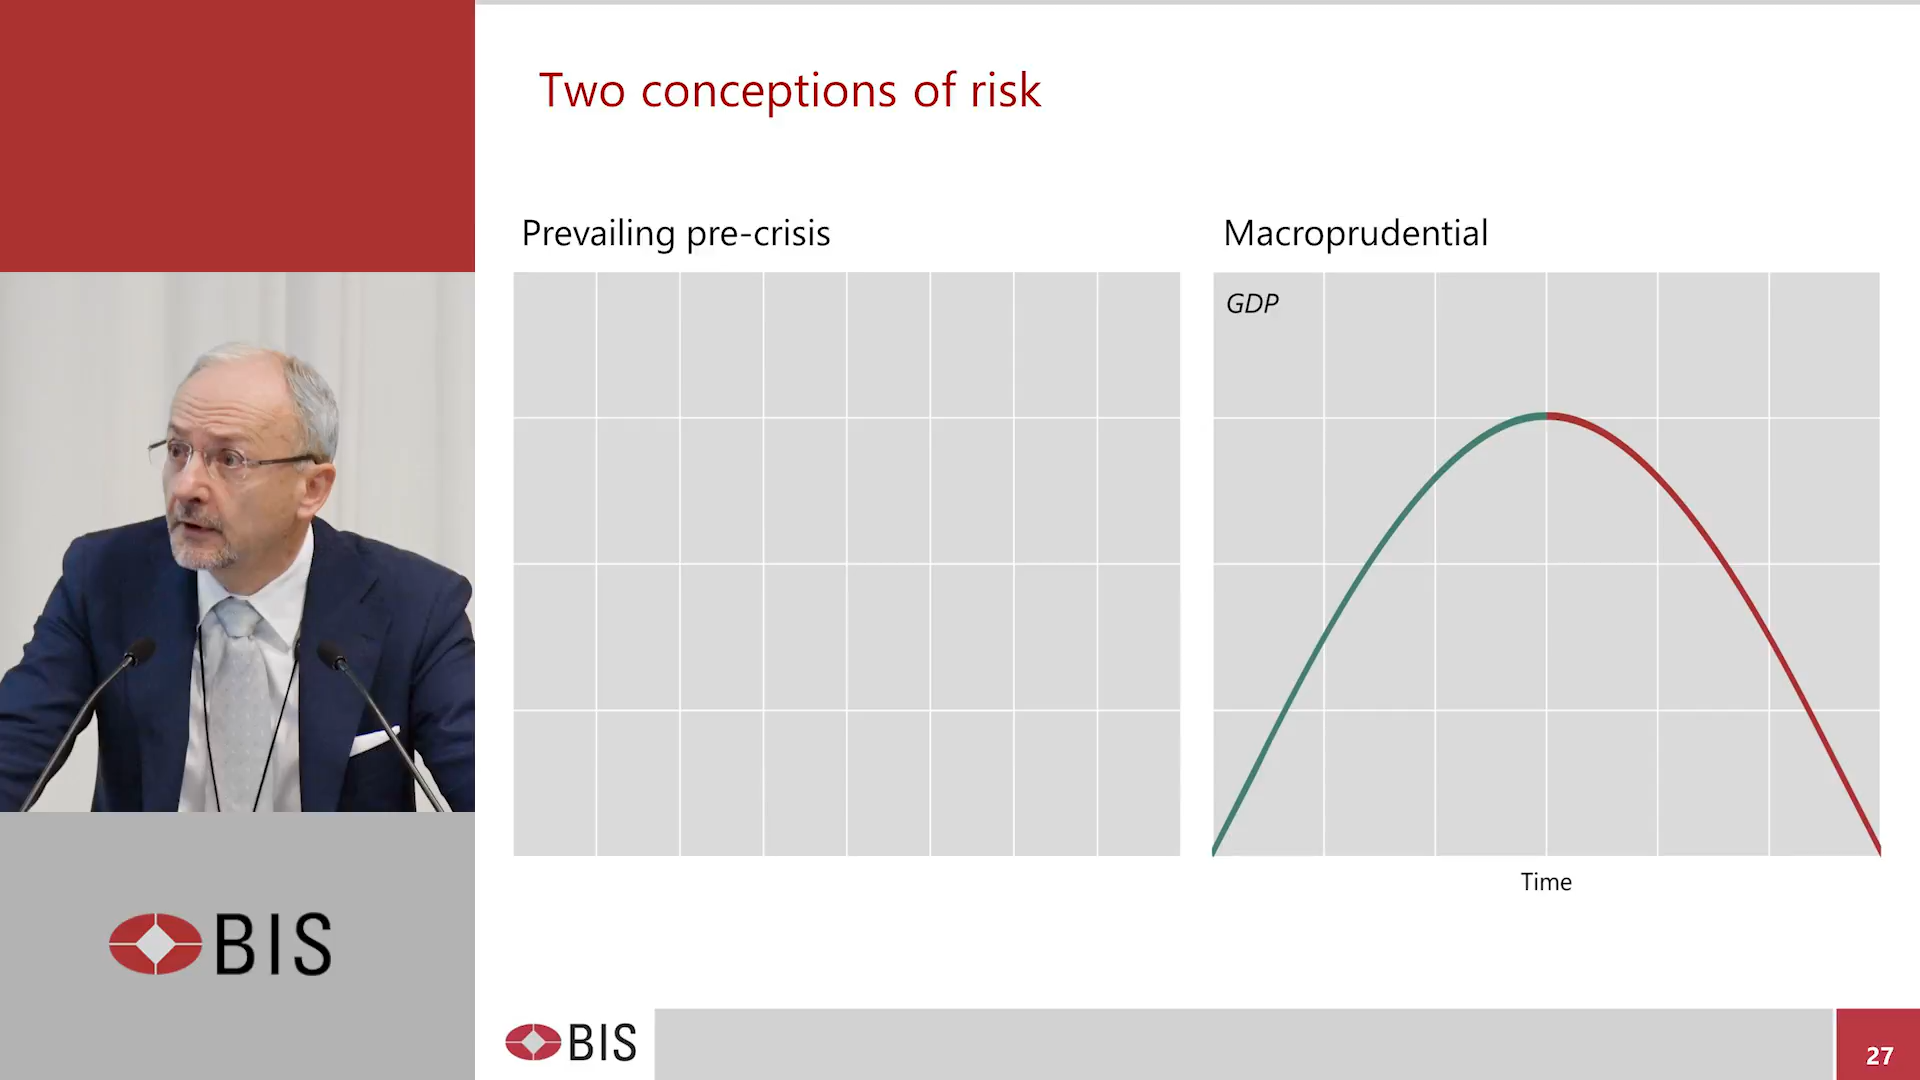 Two conceptions of risk
Prevailing pre-crisis
Macroprudential
GDP
Time
BIS
BIS
27